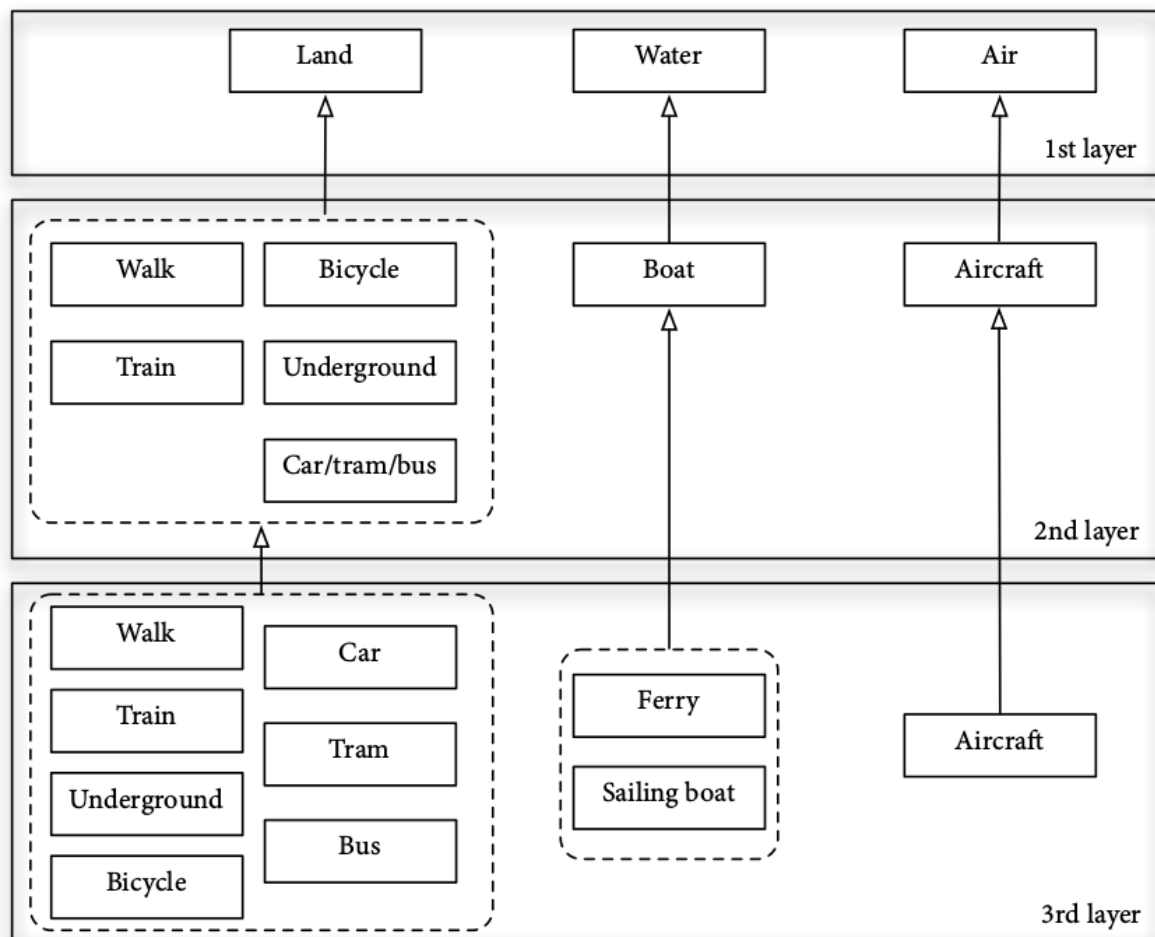 Land
Water
Air
1st layer
Walk
Bicycle
Boat
Aircraft
Train
Underground
Car/tram/bus
2nd layer
Walk
Car
Train
Ferry
Tram
Aircraft
Underground
Sailing boat
Bus
Bicycle
3rd layer